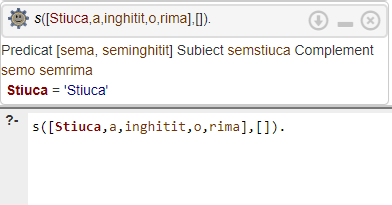 s([Stiuca,a,inghitit,o,rima],[]).
Predicat [sema, seminghitit] Subiect semstiuca Complement
semo semrima
Stiuca = 'Stiuca'
?- s([Stiuca,a,inghitit,o,rima],[]).